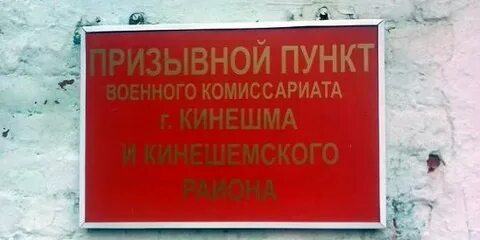 ПРИЗЫВНОЙ ПУНКТ
ВОЕННОГО КОМИССАРИАТА
г. КИНЕШМА
И КИНЕШЕМСКОГО
РАЙОНА